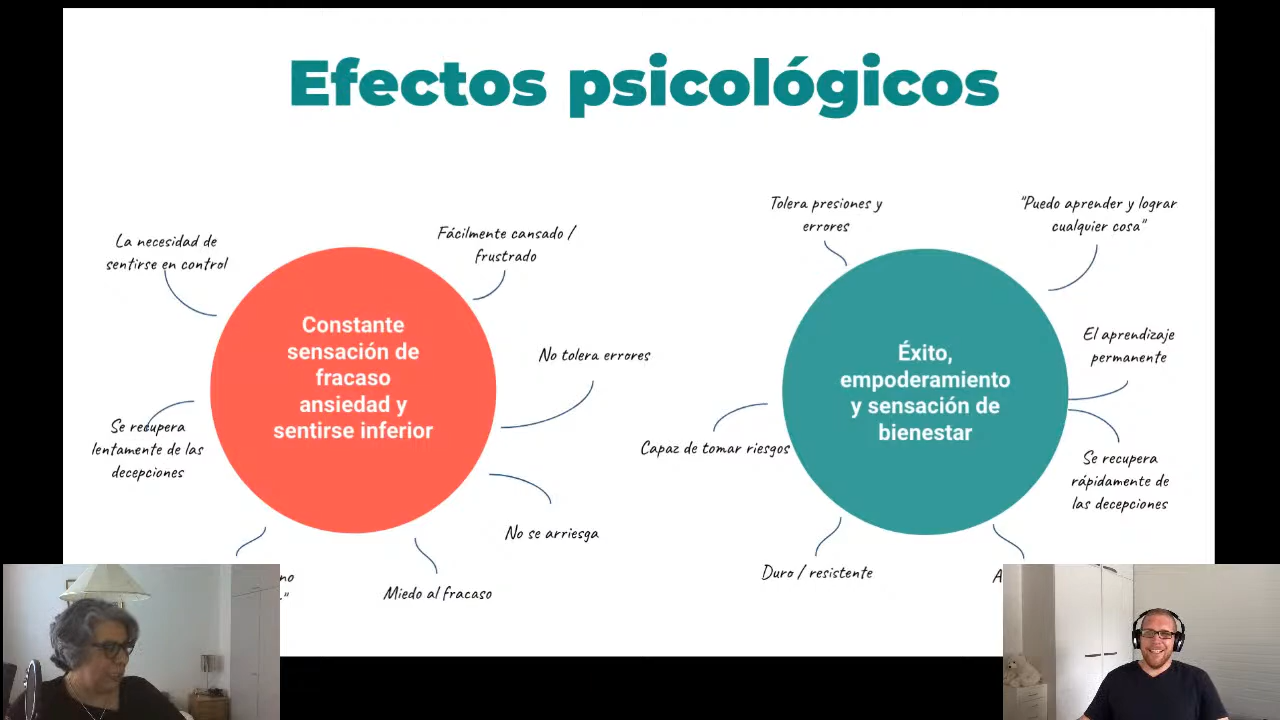 Efectos psicológicos
La necesidad de
sentirse en control
Fácilmente cansado /
frustrado
Constante
sensación de
fracaso
ansiedad y
sentirse inferior
No tolera errores
Se recupera
lentamente de las
decepciones
No se arriesga
no
"
Miedo al fracaso
Tolera presiones y
errores
"Puedo aprender y lograr
cualquier cosa"
Éxito,
empoderamiento
y sensación de
bienestar
El aprendizaje
permanente
Capaz de tomar riesgos
Se recupera
rápidamente de
las decepciones
Duro / resistente